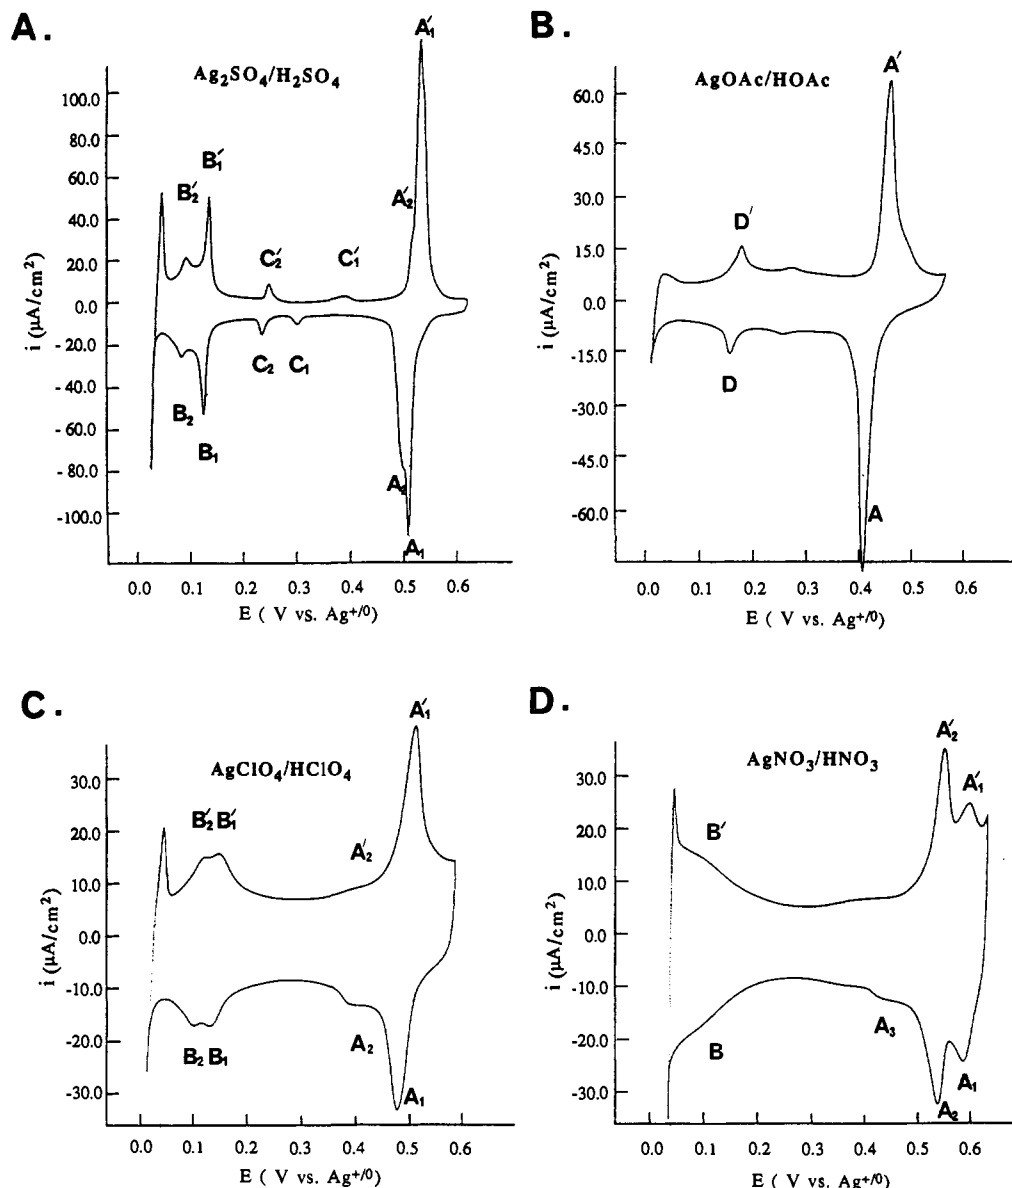 A.
Ag₂SO₄/H₂SO₄
A′₁
A′₂
B′₂
B′₁
C′₂
C′₁
100.0
80.0
60.0
40.0
20.0
0.0
-20.0
-40.0
-60.0
-80.0
-100.0
i (μA/cm²)
B₂
B₁
C₂
C₁
A₂
A₁
0.0 0.1 0.2 0.3 0.4 0.5 0.6
E ( V vs. Ag⁺/⁰)
B.
AgOAc/HOAc
A′
D′
60.0
45.0
30.0
15.0
0.0
-15.0
-30.0
-45.0
-60.0
i (μA/cm²)
D
A
0.0 0.1 0.2 0.3 0.4 0.5 0.6
E ( V vs. Ag⁺/⁰)
C.
AgClO₄/HClO₄
A′₁
B′₂ B′₁
A′₂
30.0
20.0
10.0
0.0
-10.0
-20.0
-30.0
i (μA/cm²)
B₂ B₁
A₂
A₁
0.0 0.1 0.2 0.3 0.4 0.5 0.6
E ( V vs. Ag⁺/⁰)
D.
AgNO₃/HNO₃
A′₂
A′₁
B′
30.0
20.0
10.0
0.0
-10.0
-20.0
-30.0
i (μA/cm²)
B
A₃
A₁
A₂
0.0 0.1 0.2 0.3 0.4 0.5 0.6
E ( V vs. Ag⁺/⁰)